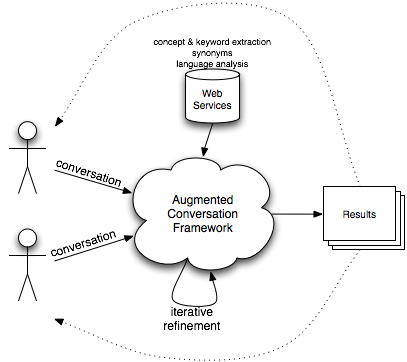 concept & keyword extraction
synonyms
language analysis
Web
Services
conversation
Augmented
Conversation
Framework
Results
conversation
iterative
refinement